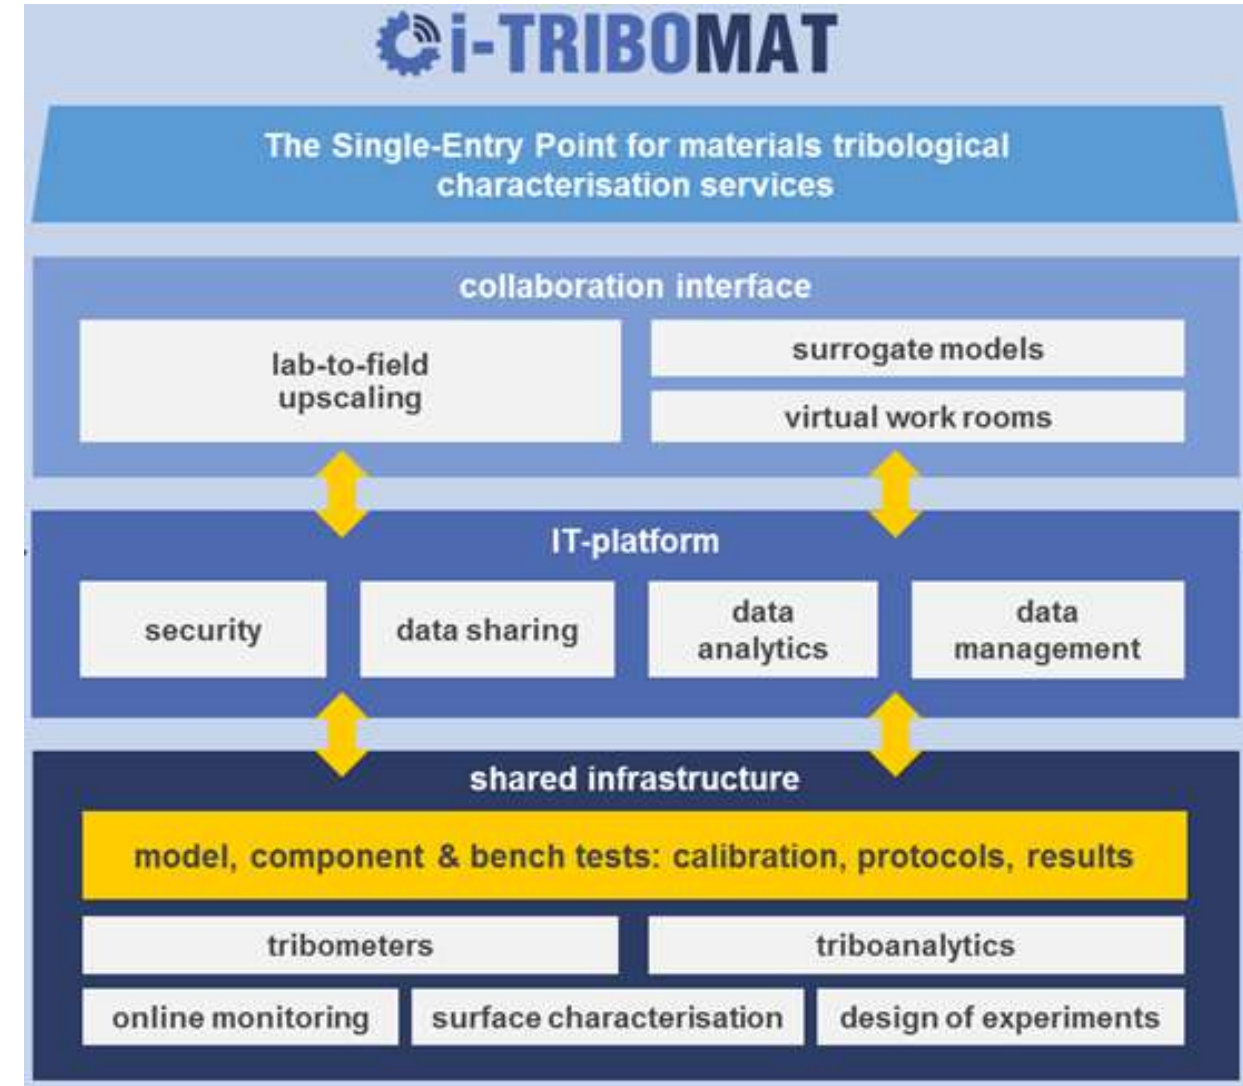 i-TRIBOMAT
The Single-Entry Point for materials tribological
characterisation services
collaboration interface
lab-to-field
upscaling
surrogate models
virtual work rooms
IT-platform
security
data sharing
data
analytics
data
management
shared infrastructure
model, component & bench tests: calibration, protocols, results
tribometers
triboanalytics
online monitoring
surface characterisation
design of experiments